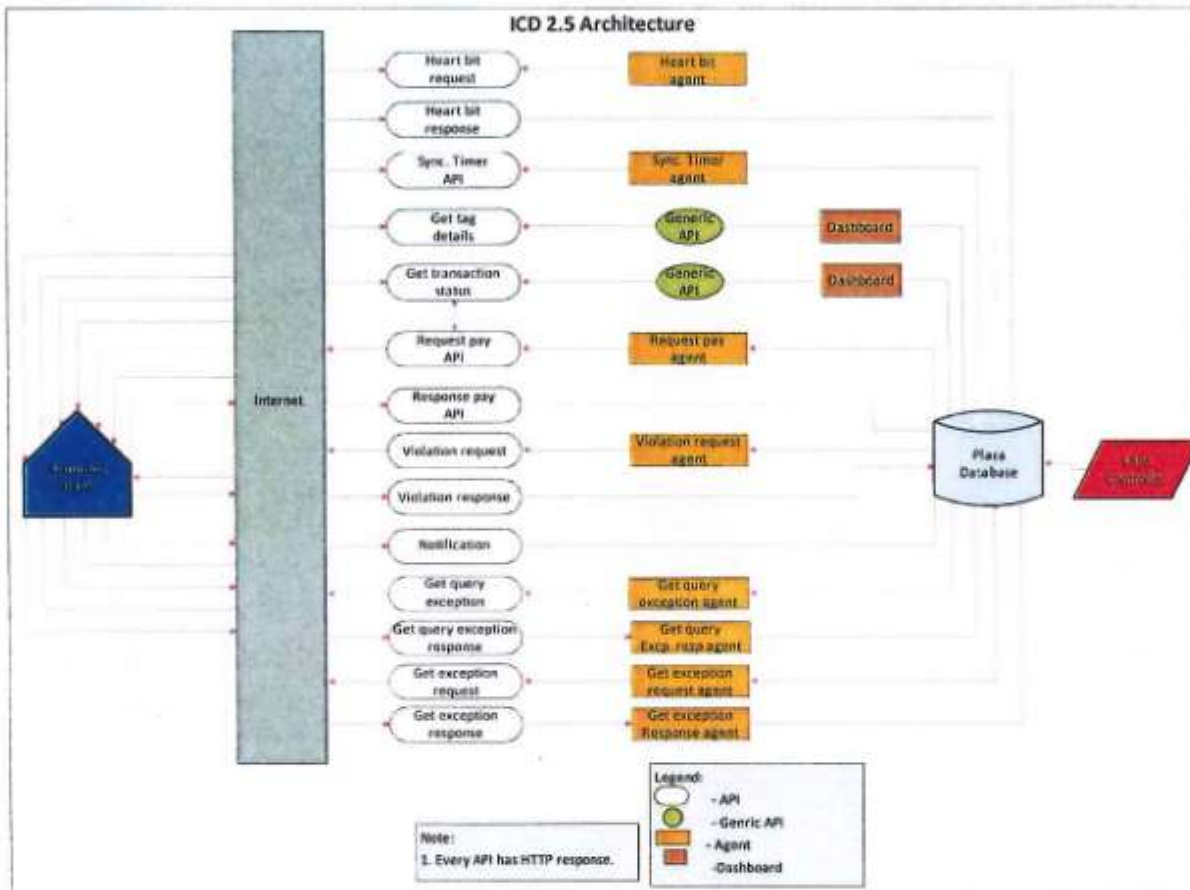 ICD 2.5 Architecture
Heart bit
request
Heart bit
agent
Heart bit
response
Sync. Timer
API
Sync. Timer
agent
Get tag
details
Generic
API
Dashboard
Get transaction
status
Generic
API
Dashboard
Request pay
API
Request pay
agent
Internet
Response pay
API
Violation request
Violation request
agent
Plaza
Database
Violation response
Notification
Get query
exception
Get query
exception agent
Get query exception
response
Get query
Excp. resp agent
Get exception
request
Get exception
request agent
Get exception
response
Get exception
Response agent
Legend:
- API
- Genric API
- Agent
-Dashboard
Note:
1. Every API has HTTP response.